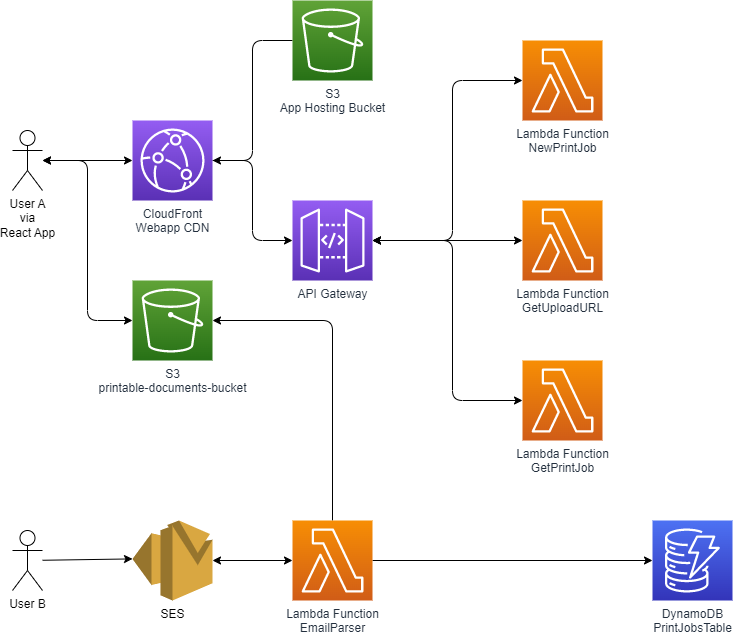 S3
App Hosting Bucket
Lambda Function
NewPrintJob
User A
via
React App
CloudFront
Webapp CDN
</>
API Gateway
Lambda Function
GetUploadURL
S3
printable-documents-bucket
Lambda Function
GetPrintJob
User B
SES
Lambda Function
EmailParser
DynamoDB
PrintJobsTable